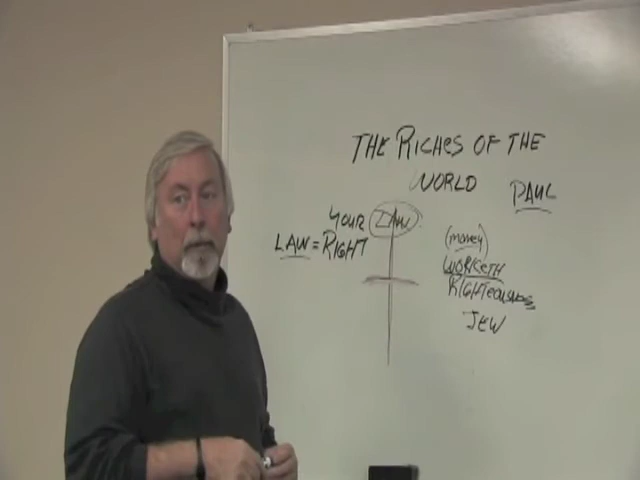 THE RICHES OF THE
WORLD
PAUL
YOUR LAW
LAW = RIGHT
(money)
WORKETH
RIGHTEOUSNESS
JEW